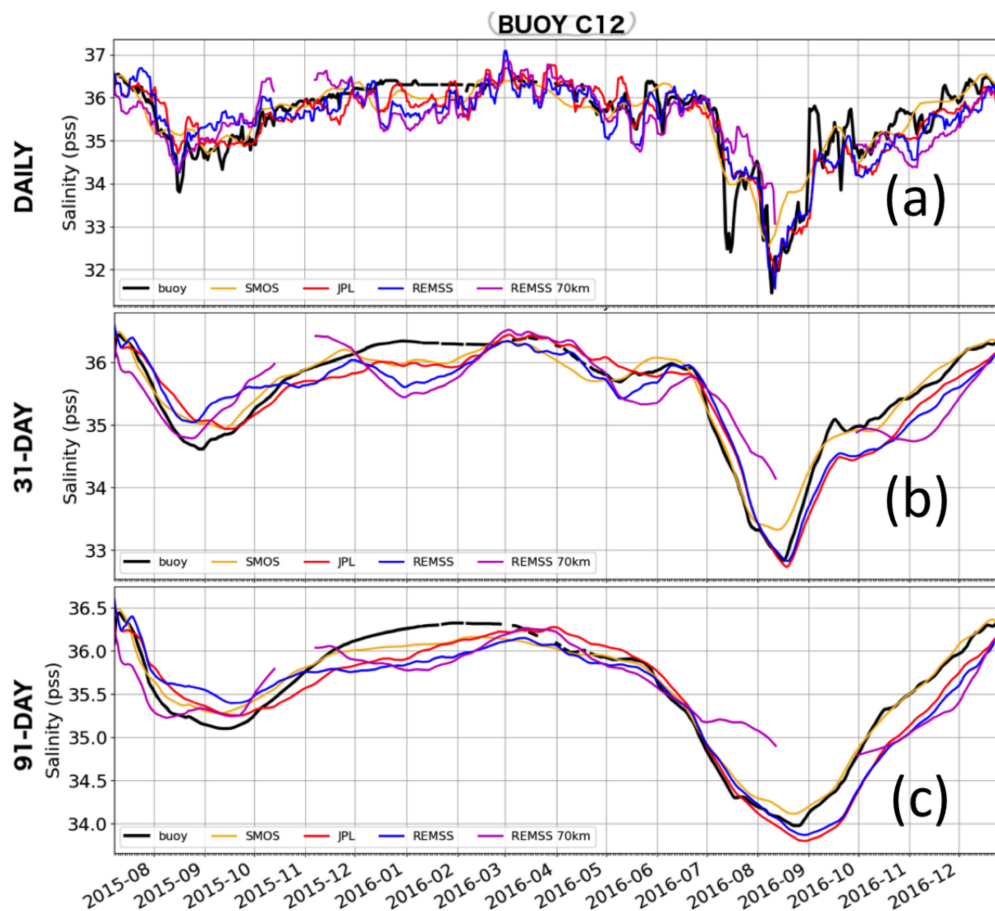 BUOY C12
DAILY
Salinity (pss)
37
36
35
34
33
32
(a)
buoy SMOS JPL REMSS REMSS 70km
31-DAY
Salinity (pss)
36
35
34
33
(b)
buoy SMOS JPL REMSS REMSS 70km
91-DAY
Salinity (pss)
36.5
36.0
35.5
35.0
34.5
34.0
(c)
buoy SMOS JPL REMSS REMSS 70km
2015-08 2015-09 2015-10 2015-11 2015-12 2016-01 2016-02 2016-03 2016-04 2016-05 2016-06 2016-07 2016-08 2016-09 2016-10 2016-11 2016-12